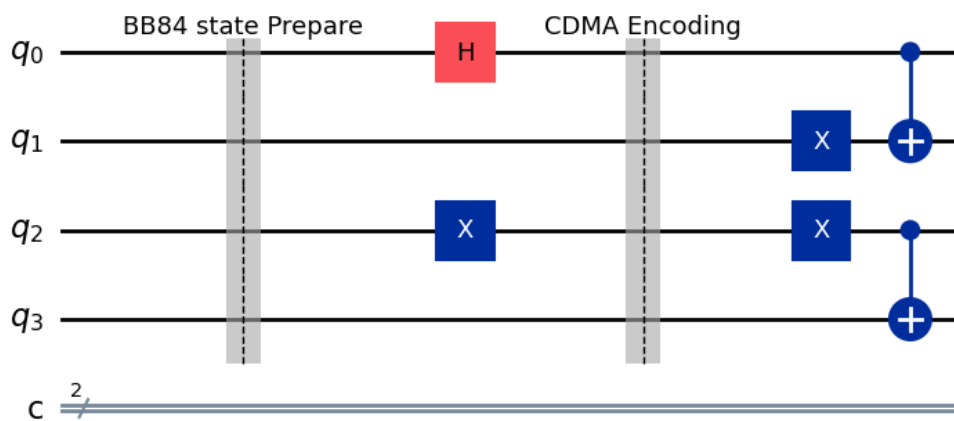 BB84 state Prepare CDMA Encoding
q0 H
q1 X
q2 X X
q3
2
c